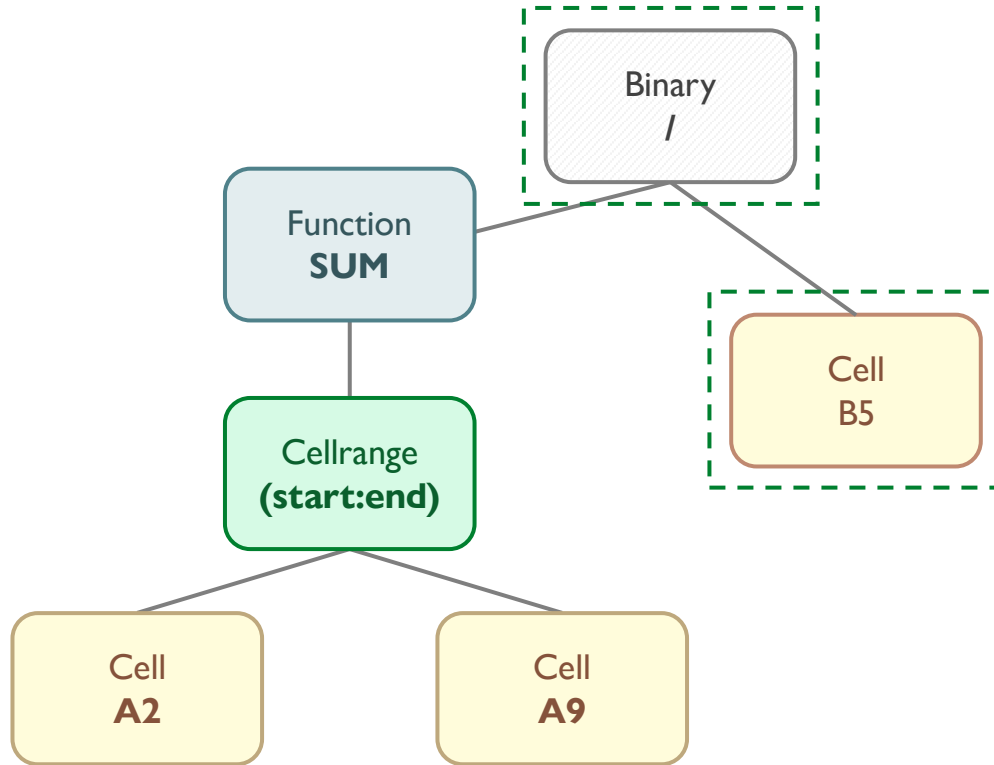 Binary
/
Function
SUM
Cell
B5
Cellrange
(start:end)
Cell
A2
Cell
A9